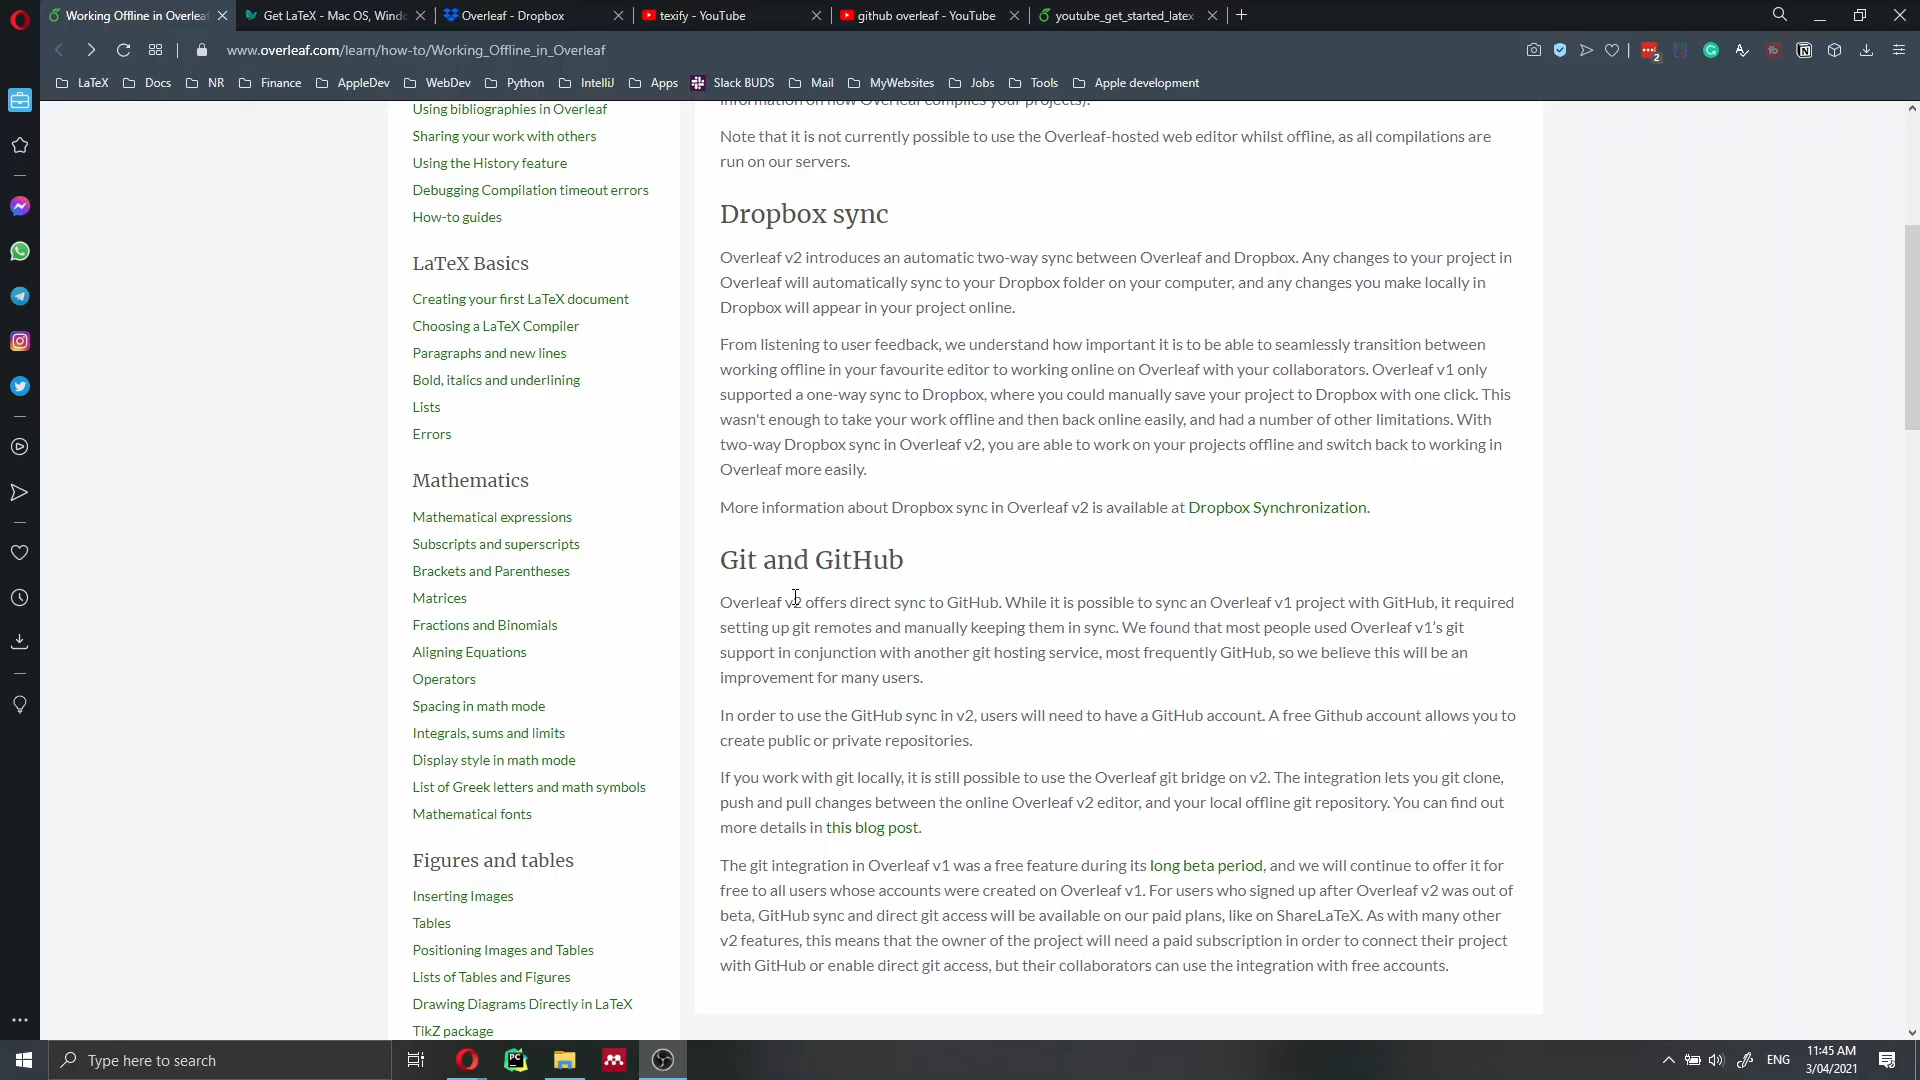 Working Offline in Overlea
Get LaTeX - Mac OS, Windo
Overleaf - Dropbox
texify - YouTube
github overleaf - YouTube
youtube_get_started_latex
www.overleaf.com/learn/how-to/Working_Offline_in_Overleaf
2
LaTeX
Docs
NR
Finance
AppleDev
WebDev
Python
IntelliJ
Apps
Slack BUDS
Mail
MyWebsites
Jobs
Tools
Apple development
Using bibliographies in Overleaf
Sharing your work with others
Using the History feature
Debugging Compilation timeout errors
How-to guides
LaTeX Basics
Creating your first LaTeX document
Choosing a LaTeX Compiler
Paragraphs and new lines
Bold, italics and underlining
Lists
Errors
Mathematics
Mathematical expressions
Subscripts and superscripts
Brackets and Parentheses
Matrices
Fractions and Binomials
Aligning Equations
Operators
Spacing in math mode
Integrals, sums and limits
Display style in math mode
List of Greek letters and math symbols
Mathematical fonts
Figures and tables
Inserting Images
Tables
Positioning Images and Tables
Lists of Tables and Figures
Drawing Diagrams Directly in LaTeX
TikZ package
information on how Overleaf compiles your projects).
Note that it is not currently possible to use the Overleaf-hosted web editor whilst offline, as all compilations are
run on our servers.
Dropbox sync
Overleaf v2 introduces an automatic two-way sync between Overleaf and Dropbox. Any changes to your project in
Overleaf will automatically sync to your Dropbox folder on your computer, and any changes you make locally in
Dropbox will appear in your project online.
From listening to user feedback, we understand how important it is to be able to seamlessly transition between
working offline in your favourite editor to working online on Overleaf with your collaborators. Overleaf v1 only
supported a one-way sync to Dropbox, where you could manually save your project to Dropbox with one click. This
wasn't enough to take your work offline and then back online easily, and had a number of other limitations. With
two-way Dropbox sync in Overleaf v2, you are able to work on your projects offline and switch back to working in
Overleaf more easily.
More information about Dropbox sync in Overleaf v2 is available at Dropbox Synchronization.
Git and GitHub
Overleaf v2 offers direct sync to GitHub. While it is possible to sync an Overleaf v1 project with GitHub, it required
setting up git remotes and manually keeping them in sync. We found that most people used Overleaf v1’s git
support in conjunction with another git hosting service, most frequently GitHub, so we believe this will be an
improvement for many users.
In order to use the GitHub sync in v2, users will need to have a GitHub account. A free Github account allows you to
create public or private repositories.
If you work with git locally, it is still possible to use the Overleaf git bridge on v2. The integration lets you git clone,
push and pull changes between the online Overleaf v2 editor, and your local offline git repository. You can find out
more details in this blog post.
The git integration in Overleaf v1 was a free feature during its long beta period, and we will continue to offer it for
free to all users whose accounts were created on Overleaf v1. For users who signed up after Overleaf v2 was out of
beta, GitHub sync and direct git access will be available on our paid plans, like on ShareLaTeX. As with many other
v2 features, this means that the owner of the project will need a paid subscription in order to connect their project
with GitHub or enable direct git access, but their collaborators can use the integration with free accounts.
Type here to search
PC
ENG
11:45 AM
3/04/2021